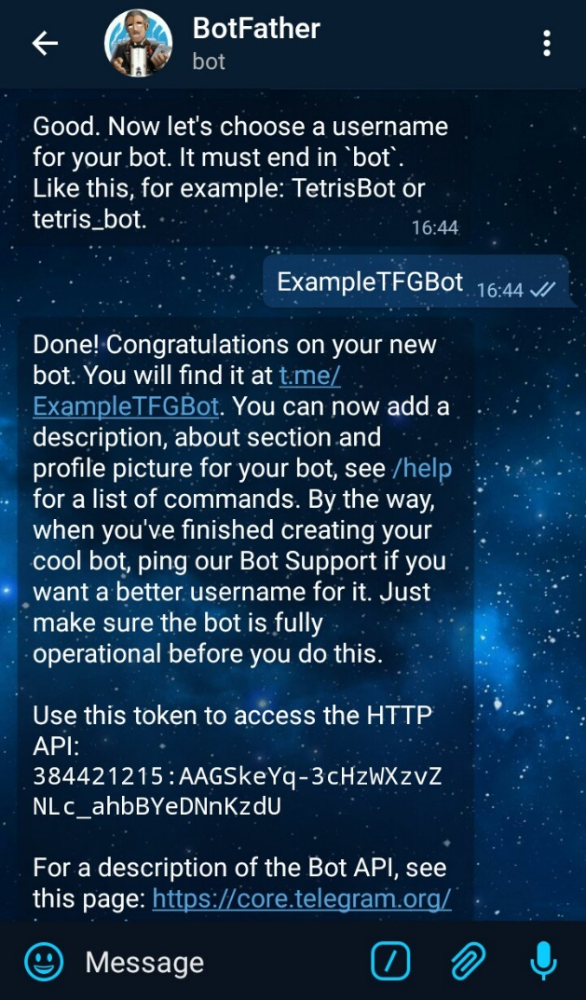 BotFather
bot
Good. Now let's choose a username
for your bot. It must end in `bot`.
Like this, for example: TetrisBot or
tetris_bot.
16:44
ExampleTFGBot 16:44
Done! Congratulations on your new
bot. You will find it at t.me/
ExampleTFGBot. You can now add a
description, about section and
profile picture for your bot, see /help
for a list of commands. By the way,
when you've finished creating your
cool bot, ping our Bot Support if you
want a better username for it. Just
make sure the bot is fully
operational before you do this.
Use this token to access the HTTP
API:
384421215:AAGSkeYq-3cHzWXzvZ
NLc_ahbBYeDNnKzdU
For a description of the Bot API, see
this page: https://core.telegram.org/
Message